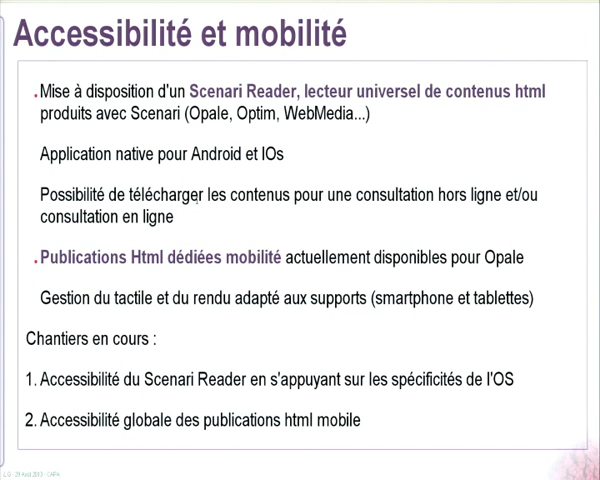 Accessibilité et mobilité
Mise à disposition d'un Scenari Reader, lecteur universel de contenus html
produits avec Scenari (Opale, Optim, WebMedia...)
Application native pour Android et IOs
Possibilité de télécharger les contenus pour une consultation hors ligne et/ou
consultation en ligne
Publications Html dédiées mobilité actuellement disponibles pour Opale
Gestion du tactile et du rendu adapté aux supports (smartphone et tablettes)
Chantiers en cours :
1. Accessibilité du Scenari Reader en s'appuyant sur les spécificités de l'OS
2. Accessibilité globale des publications html mobile